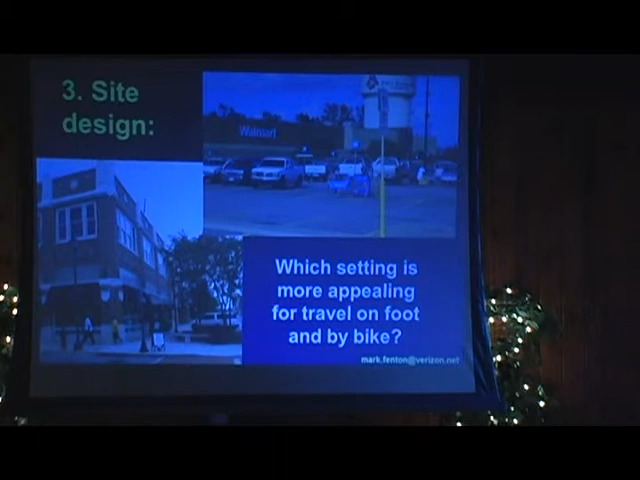 3. Site
design:
Walmart
Which setting is
more appealing
for travel on foot
and by bike?
mark.fenton@verizon.net